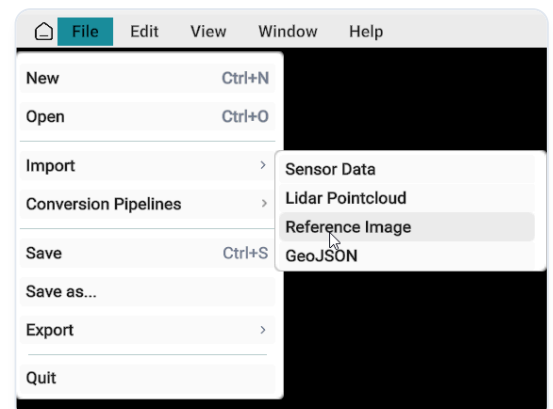 File Edit View Window Help
New Ctrl+N
Open Ctrl+O
Import
Conversion Pipelines
Save Ctrl+S
Save as...
Export
Quit
Sensor Data
Lidar Pointcloud
Reference Image
GeoJSON